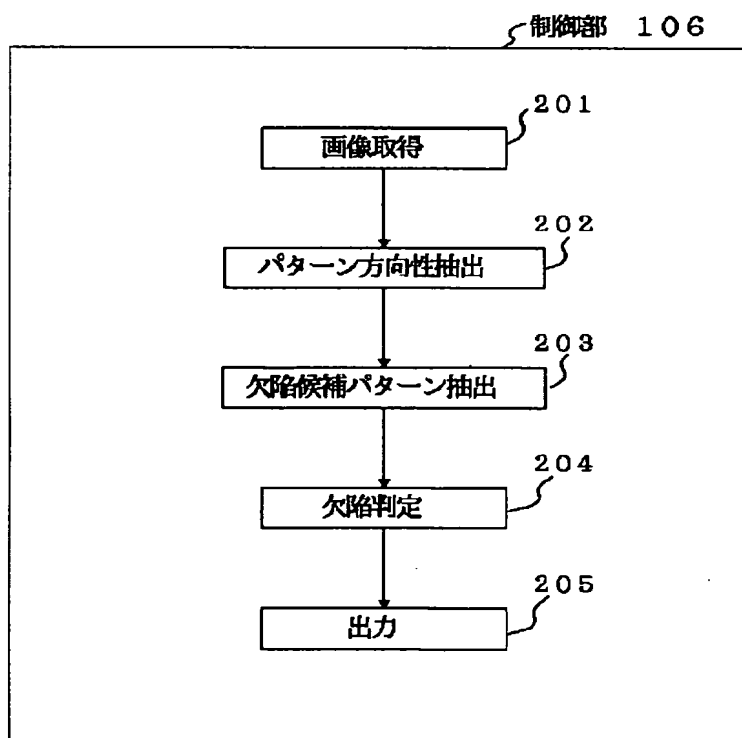 制御部 106
201
画像取得
202
パターン方向性抽出
203
欠陥候補パターン抽出
204
欠陥判定
205
出力